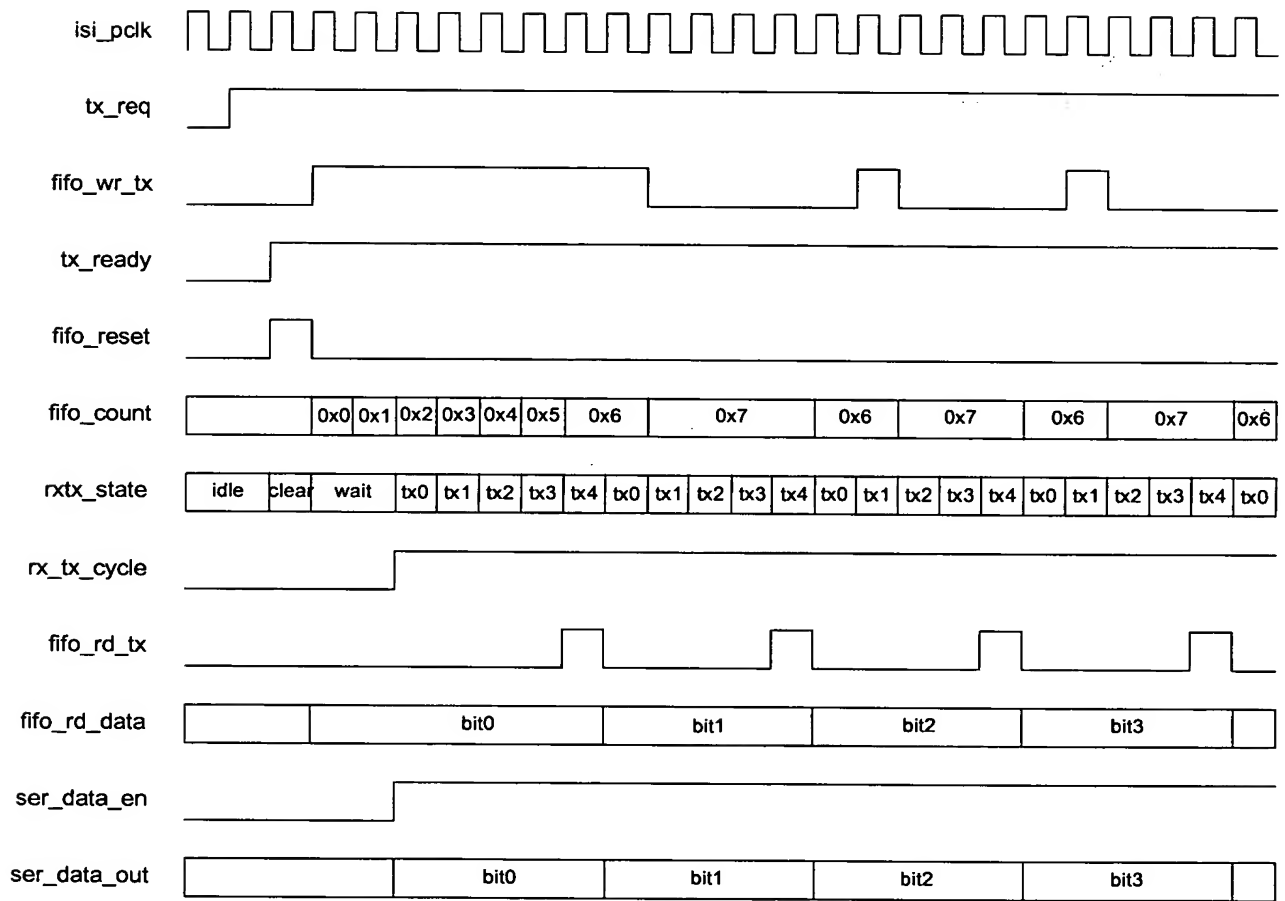 isi_pclk
tx_req
fifo_wr_tx
tx_ready
fifo_reset
fifo_count 0x0 0x1 0x2 0x3 0x4 0x5 0x6 0x7 0x6 0x7 0x6 0x7 0x6
rxtx_state idle clear wait tx0 tx1 tx2 tx3 tx4 tx0 tx1 tx2 tx3 tx4 tx0 tx1 tx2 tx3 tx4 tx0 tx1 tx2 tx3 tx4 tx0
rx_tx_cycle
fifo_rd_tx
fifo_rd_data bit0 bit1 bit2 bit3
ser_data_en
ser_data_out bit0 bit1 bit2 bit3